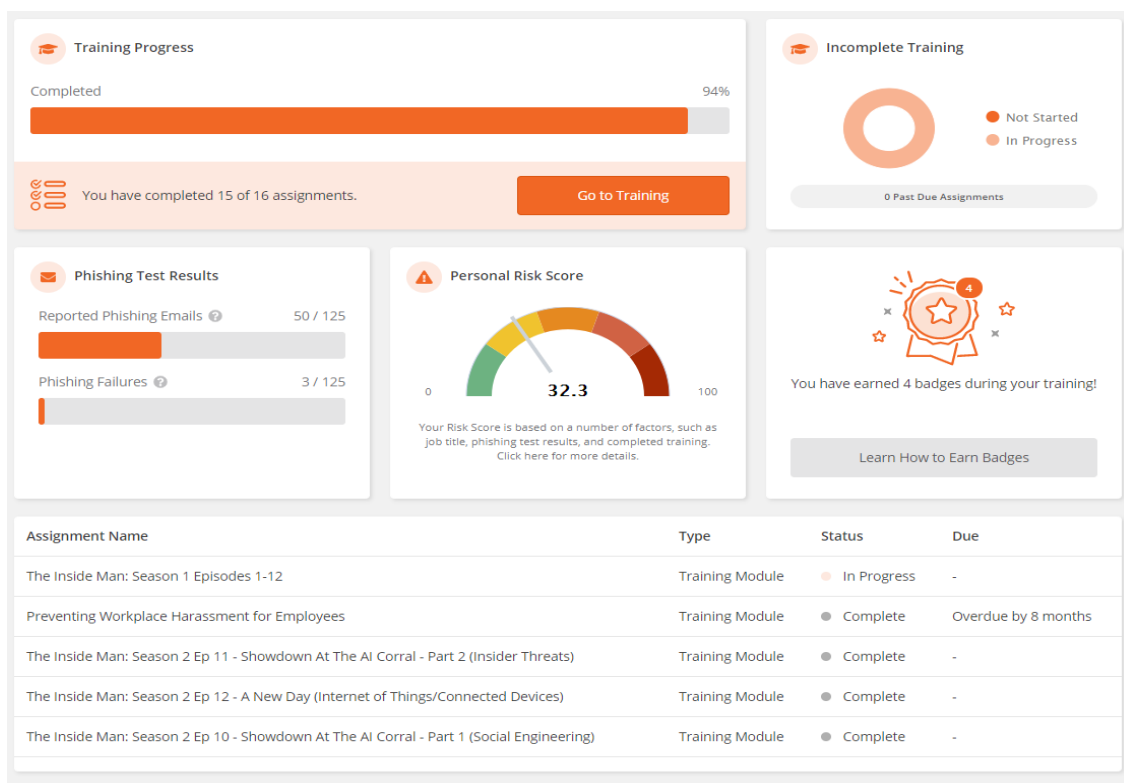 Training Progress
Completed 94%
You have completed 15 of 16 assignments.
Go to Training
Incomplete Training
Not Started
In Progress
0 Past Due Assignments
Phishing Test Results
Reported Phishing Emails ? 50 / 125
Phishing Failures ? 3 / 125
Personal Risk Score
0 32.3 100
Your Risk Score is based on a number of factors, such as
job title, phishing test results, and completed training.
Click here for more details.
4
You have earned 4 badges during your training!
Learn How to Earn Badges
Assignment Name Type Status Due
The Inside Man: Season 1 Episodes 1-12 Training Module In Progress -
Preventing Workplace Harassment for Employees Training Module Complete Overdue by 8 months
The Inside Man: Season 2 Ep 11 - Showdown At The AI Corral - Part 2 (Insider Threats) Training Module Complete -
The Inside Man: Season 2 Ep 12 - A New Day (Internet of Things/Connected Devices) Training Module Complete -
The Inside Man: Season 2 Ep 10 - Showdown At The AI Corral - Part 1 (Social Engineering) Training Module Complete -